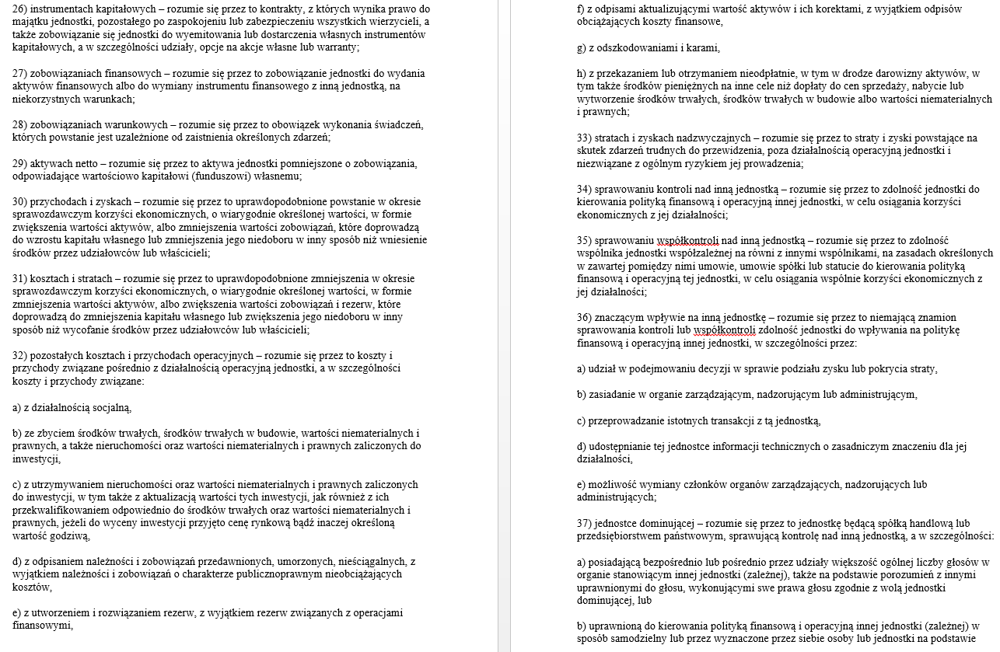 26) instrumentach kapitałowych – rozumie się przez to kontrakty, z których wynika prawo do
majątku jednostki, pozostałego po zaspokojeniu lub zabezpieczeniu wszystkich wierzycieli, a
także zobowiązanie się jednostki do wyemitowania lub dostarczenia własnych instrumentów
kapitałowych, a w szczególności udziały, opcje na akcje własne lub warranty;
27) zobowiązaniach finansowych – rozumie się przez to zobowiązanie jednostki do wydania
aktywów finansowych albo do wymiany instrumentu finansowego z inną jednostką, na
niekorzystnych warunkach;
28) zobowiązaniach warunkowych – rozumie się przez to obowiązek wykonania świadczeń,
których powstanie jest uzależnione od zaistnienia określonych zdarzeń;
29) aktywach netto – rozumie się przez to aktywa jednostki pomniejszone o zobowiązania,
odpowiadające wartościowo kapitałowi (funduszowi) własnemu;
30) przychodach i zyskach – rozumie się przez to uprawdopodobnione powstanie w okresie
sprawozdawczym korzyści ekonomicznych, o wiarygodnie określonej wartości, w formie
zwiększenia wartości aktywów, albo zmniejszenia wartości zobowiązań, które doprowadzą
do wzrostu kapitału własnego lub zmniejszenia jego niedoboru w inny sposób niż wniesienie
środków przez udziałowców lub właścicieli;
31) kosztach i stratach – rozumie się przez to uprawdopodobnione zmniejszenia w okresie
sprawozdawczym korzyści ekonomicznych, o wiarygodnie określonej wartości, w formie
zmniejszenia wartości aktywów, albo zwiększenia wartości zobowiązań i rezerw, które
doprowadzą do zmniejszenia kapitału własnego lub zwiększenia jego niedoboru w inny
sposób niż wycofanie środków przez udziałowców lub właścicieli;
32) pozostałych kosztach i przychodach operacyjnych – rozumie się przez to koszty i
przychody związane pośrednio z działalnością operacyjną jednostki, a w szczególności
koszty i przychody związane:
a) z działalnością socjalną,
b) ze zbyciem środków trwałych, środków trwałych w budowie, wartości niematerialnych i
prawnych, a także nieruchomości oraz wartości niematerialnych i prawnych zaliczonych do
inwestycji,
c) z utrzymywaniem nieruchomości oraz wartości niematerialnych i prawnych zaliczonych
do inwestycji, w tym także z aktualizacją wartości tych inwestycji, jak również z ich
przekwalifikowaniem odpowiednio do środków trwałych oraz wartości niematerialnych i
prawnych, jeżeli do wyceny inwestycji przyjęto cenę rynkową bądź inaczej określoną
wartość godziwą,
d) z odpisaniem należności i zobowiązań przedawnionych, umorzonych, nieściągalnych, z
wyjątkiem należności i zobowiązań o charakterze publicznoprawnym nieobciążających
kosztów,
e) z utworzeniem i rozwiązaniem rezerw, z wyjątkiem rezerw związanych z operacjami
finansowymi,
f) z odpisami aktualizującymi wartość aktywów i ich korektami, z wyjątkiem odpisów
obciążających koszty finansowe,
g) z odszkodowaniami i karami,
h) z przekazaniem lub otrzymaniem nieodpłatnie, w tym w drodze darowizny aktywów, w
tym także środków pieniężnych na inne cele niż dopłaty do cen sprzedaży, nabycie lub
wytworzenie środków trwałych, środków trwałych w budowie albo wartości niematerialnych
i prawnych;
33) stratach i zyskach nadzwyczajnych – rozumie się przez to straty i zyski powstające na
skutek zdarzeń trudnych do przewidzenia, poza działalnością operacyjną jednostki i
niezwiązane z ogólnym ryzykiem jej prowadzenia;
34) sprawowaniu kontroli nad inną jednostką – rozumie się przez to zdolność jednostki do
kierowania polityką finansową i operacyjną innej jednostki, w celu osiągania korzyści
ekonomicznych z jej działalności;
35) sprawowaniu współkontroli nad inną jednostką – rozumie się przez to zdolność
wspólnika jednostki współzależnej na równi z innymi wspólnikami, na zasadach określonych
w zawartej pomiędzy nimi umowie, umowie spółki lub statucie do kierowania polityką
finansową i operacyjną tej jednostki, w celu osiągania wspólnie korzyści ekonomicznych z
jej działalności;
36) znaczącym wpływie na inną jednostkę – rozumie się przez to niemającą znamion
sprawowania kontroli lub współkontroli zdolność jednostki do wpływania na politykę
finansową i operacyjną innej jednostki, w szczególności przez:
a) udział w podejmowaniu decyzji w sprawie podziału zysku lub pokrycia straty,
b) zasiadanie w organie zarządzającym, nadzorującym lub administrującym,
c) przeprowadzanie istotnych transakcji z tą jednostką,
d) udostępnianie tej jednostce informacji technicznych o zasadniczym znaczeniu dla jej
działalności,
e) możliwość wymiany członków organów zarządzających, nadzorujących lub
administrujących;
37) jednostce dominującej – rozumie się przez to jednostkę będącą spółką handlową lub
przedsiębiorstwem państwowym, sprawującą kontrolę nad inną jednostką, a w szczególności:
a) posiadającą bezpośrednio lub pośrednio przez udziały większość ogólnej liczby głosów w
organie stanowiącym innej jednostki (zależnej), także na podstawie porozumień z innymi
uprawnionymi do głosu, wykonującymi swe prawa głosu zgodnie z wolą jednostki
dominującej, lub
b) uprawnioną do kierowania polityką finansową i operacyjną innej jednostki (zależnej) w
sposób samodzielny lub przez wyznaczone przez siebie osoby lub jednostki na podstawie